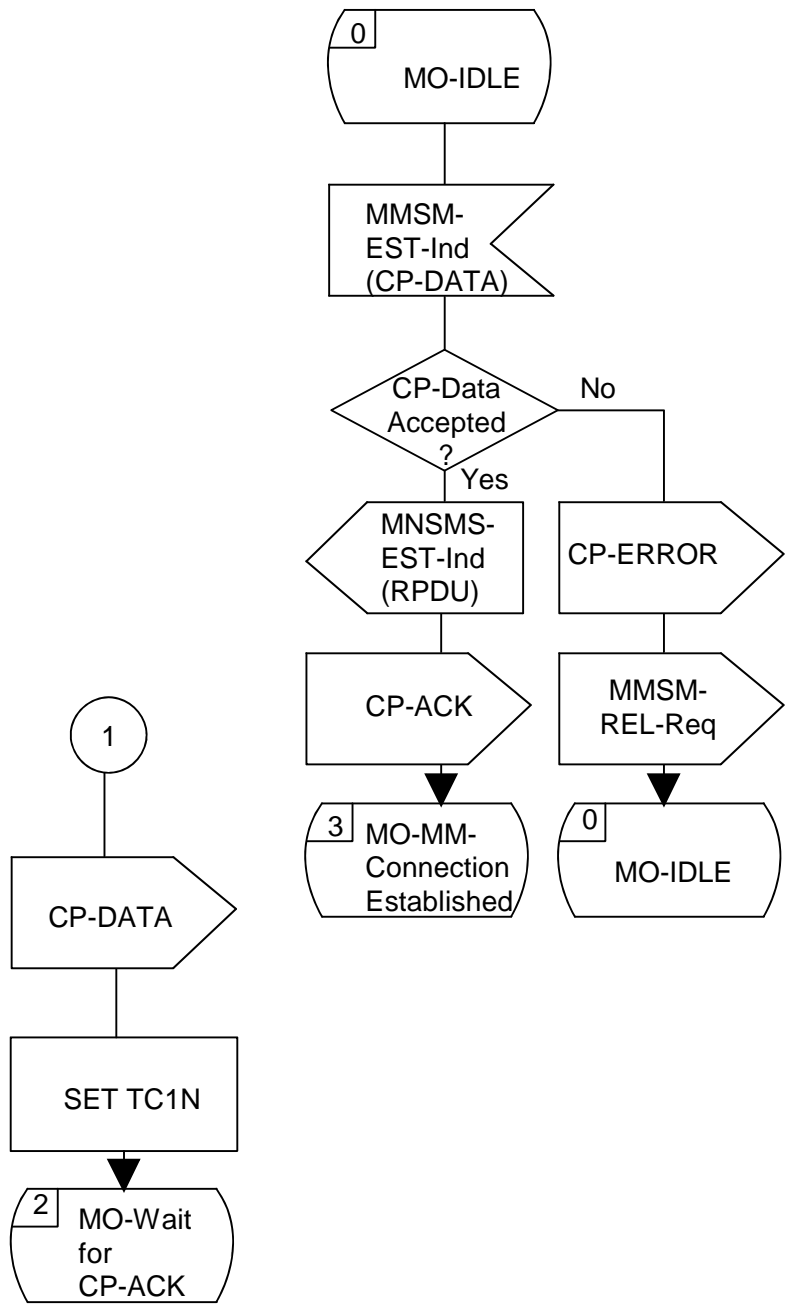 0
MO-IDLE
MMSM-
EST-Ind
(CP-DATA)
CP-Data
Accepted
?
No
Yes
MNSMS-
EST-Ind
(RPDU)
CP-ERROR
CP-ACK
MMSM-
REL-Req
3
MO-MM-
Connection
Established
0
MO-IDLE
1
CP-DATA
SET TC1N
2
MO-Wait
for
CP-ACK